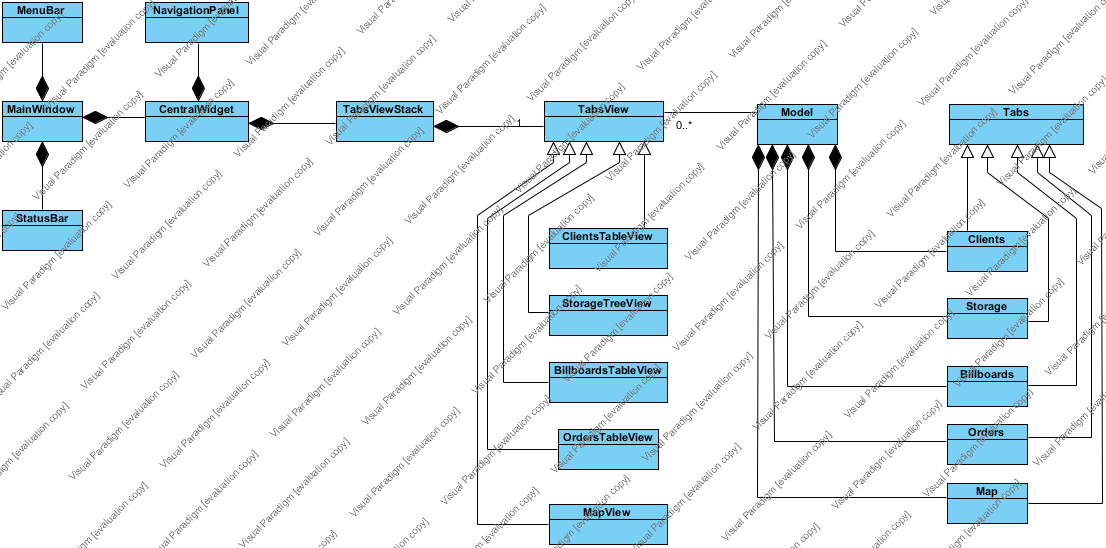 MenuBar
NavigationPanel
MainWindow
CentralWidget
TabsViewStack
TabsView
Model
Tabs
1
0..*
StatusBar
ClientsTableView
Clients
StorageTreeView
Storage
BillboardsTableView
Billboards
OrdersTableView
Orders
MapView
Map
Visual Paradigm [evaluation copy]